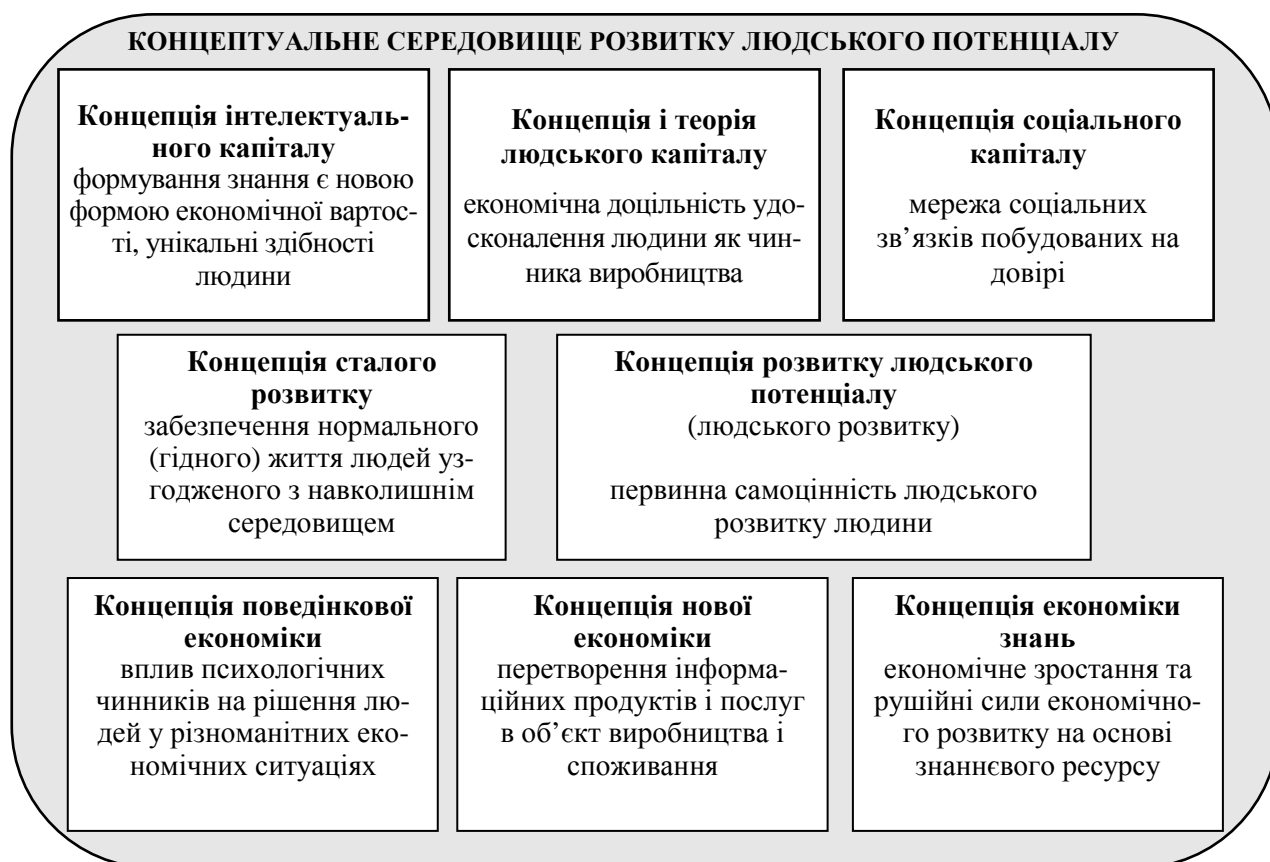 КОНЦЕПТУАЛЬНЕ СЕРЕДОВИЩЕ РОЗВИТКУ ЛЮДСЬКОГО ПОТЕНЦІАЛУ
Концепція інтелектуаль-
ного капіталу
формування знання є новою
формою економічної вартос-
ті, унікальні здібності
людини
Концепція і теорія
людського капіталу
економічна доцільність удо-
сконалення людини як чин-
ника виробництва
Концепція соціального
капіталу
мережа соціальних
зв’язків побудованих на
довірі
Концепція сталого
розвитку
забезпечення нормального
(гідного) життя людей уз-
годженого з навколишнім
середовищем
Концепція розвитку людського
потенціалу
(людського розвитку)
первинна самоцінність людського
розвитку людини
Концепція поведінкової
економіки
вплив психологічних
чинників на рішення лю-
дей у різноманітних еко-
номічних ситуаціях
Концепція нової
економіки
перетворення інформа-
ційних продуктів і послуг
в об’єкт виробництва і
споживання
Концепція економіки
знань
економічне зростання та
рушійні сили економічно-
го розвитку на основі
знаннєвого ресурсу